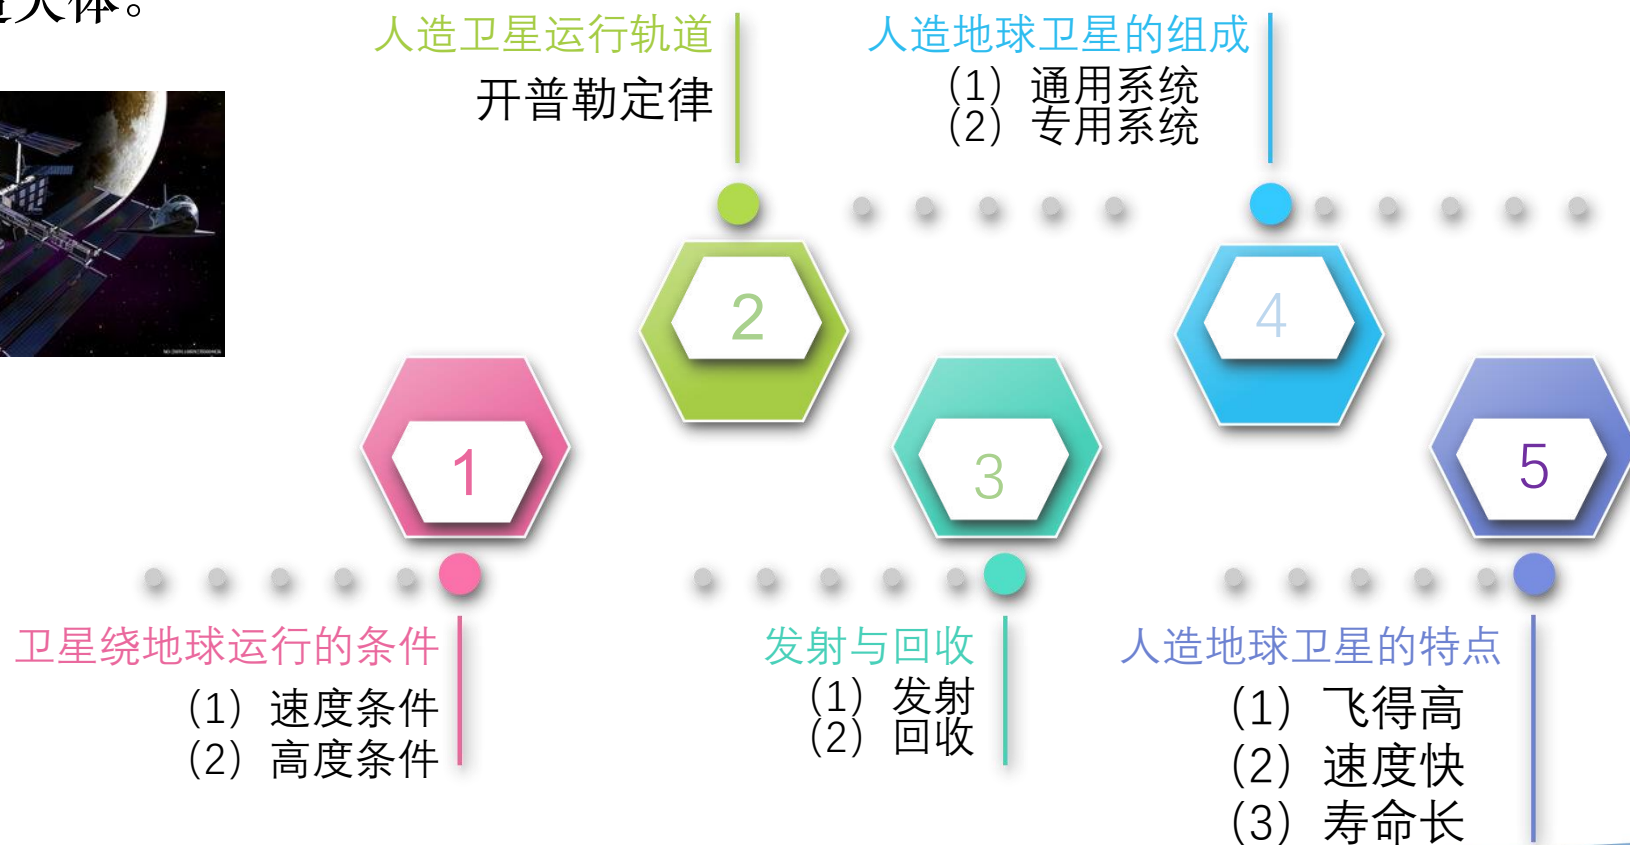 天体。
人造卫星运行轨道
开普勒定律
人造地球卫星的组成
（1）通用系统
（2）专用系统
2
4
1
3
5
卫星绕地球运行的条件
（1）速度条件
（2）高度条件
发射与回收
（1）发射
（2）回收
人造地球卫星的特点
（1）飞得高
（2）速度快
（3）寿命长